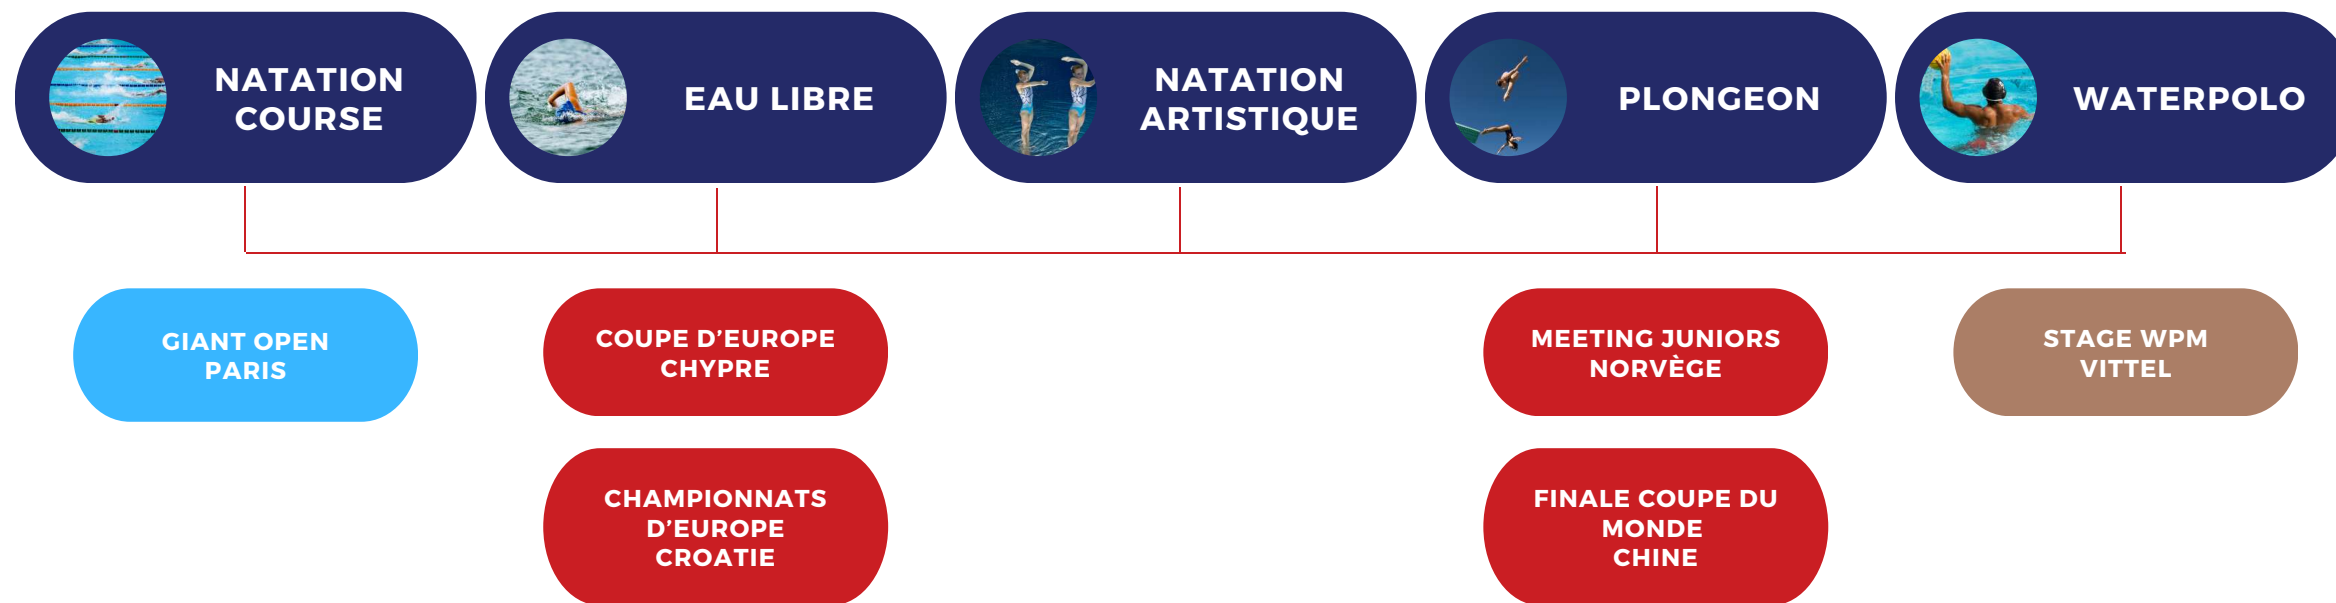 NATATION
COURSE
EAU LIBRE
NATATION
ARTISTIQUE
PLONGEON
WATERPOLO
GIANT OPEN
PARIS
COUPE D’EUROPE
CHYPRE
MEETING JUNIORS
NORVÈGE
STAGE WPM
VITTEL
CHAMPIONNATS
D’EUROPE
CROATIE
FINALE COUPE DU
MONDE
CHINE